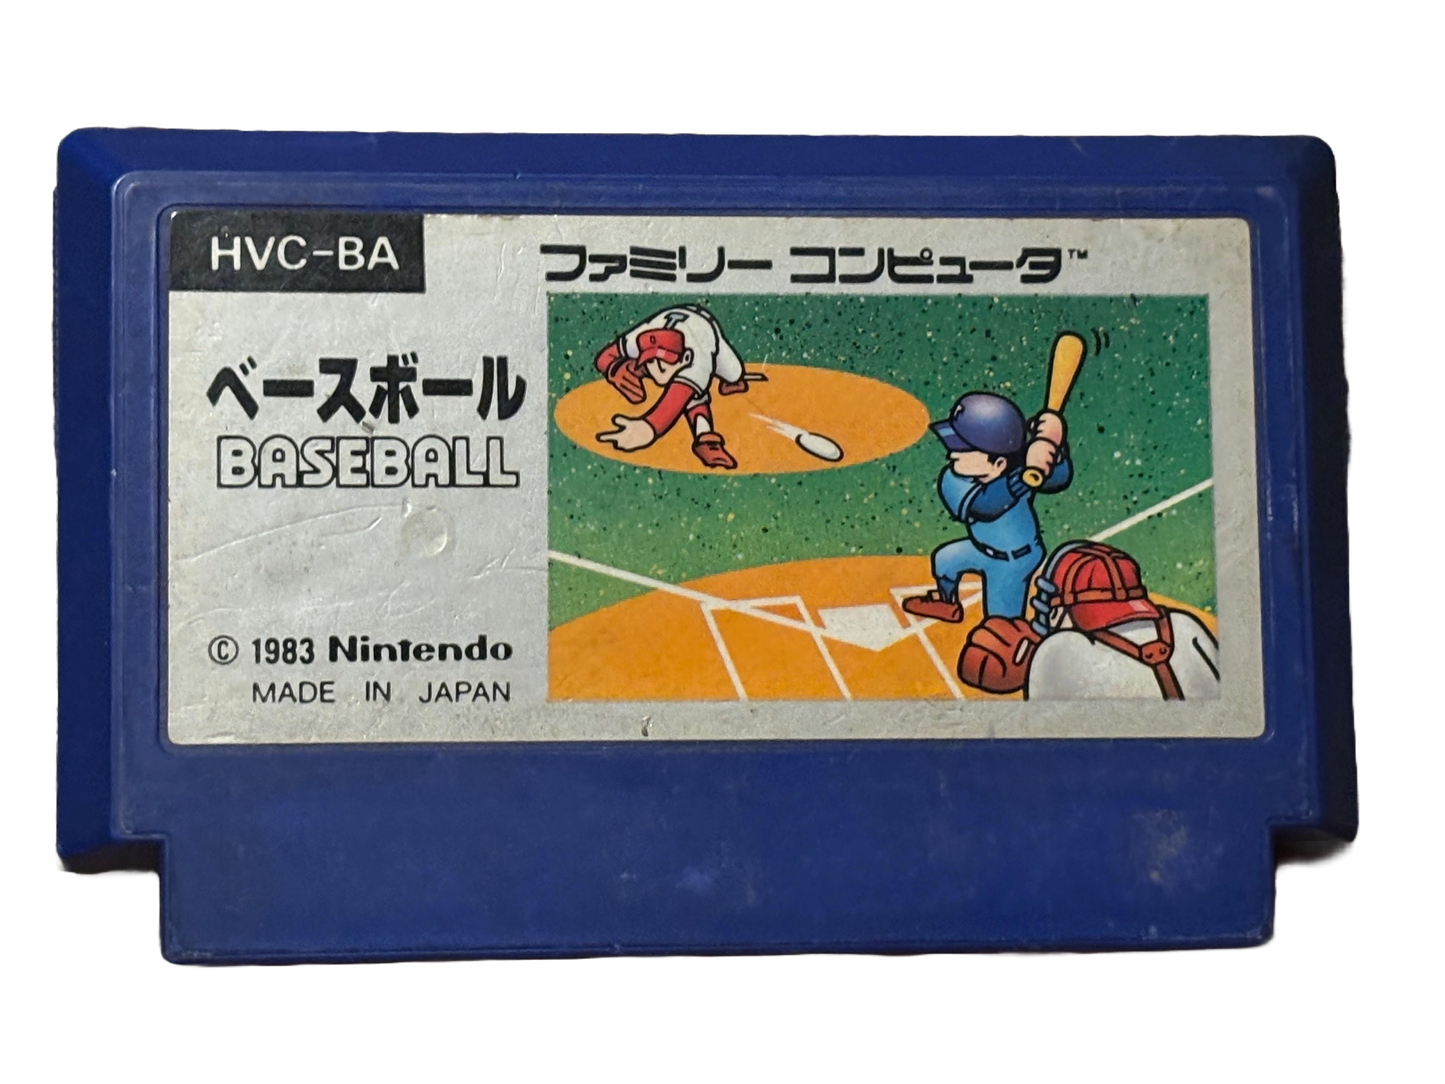 HVC-BA
ファミリー コンピュータ™
ベースボール
BASEBALL
© 1983 Nintendo
MADE IN JAPAN